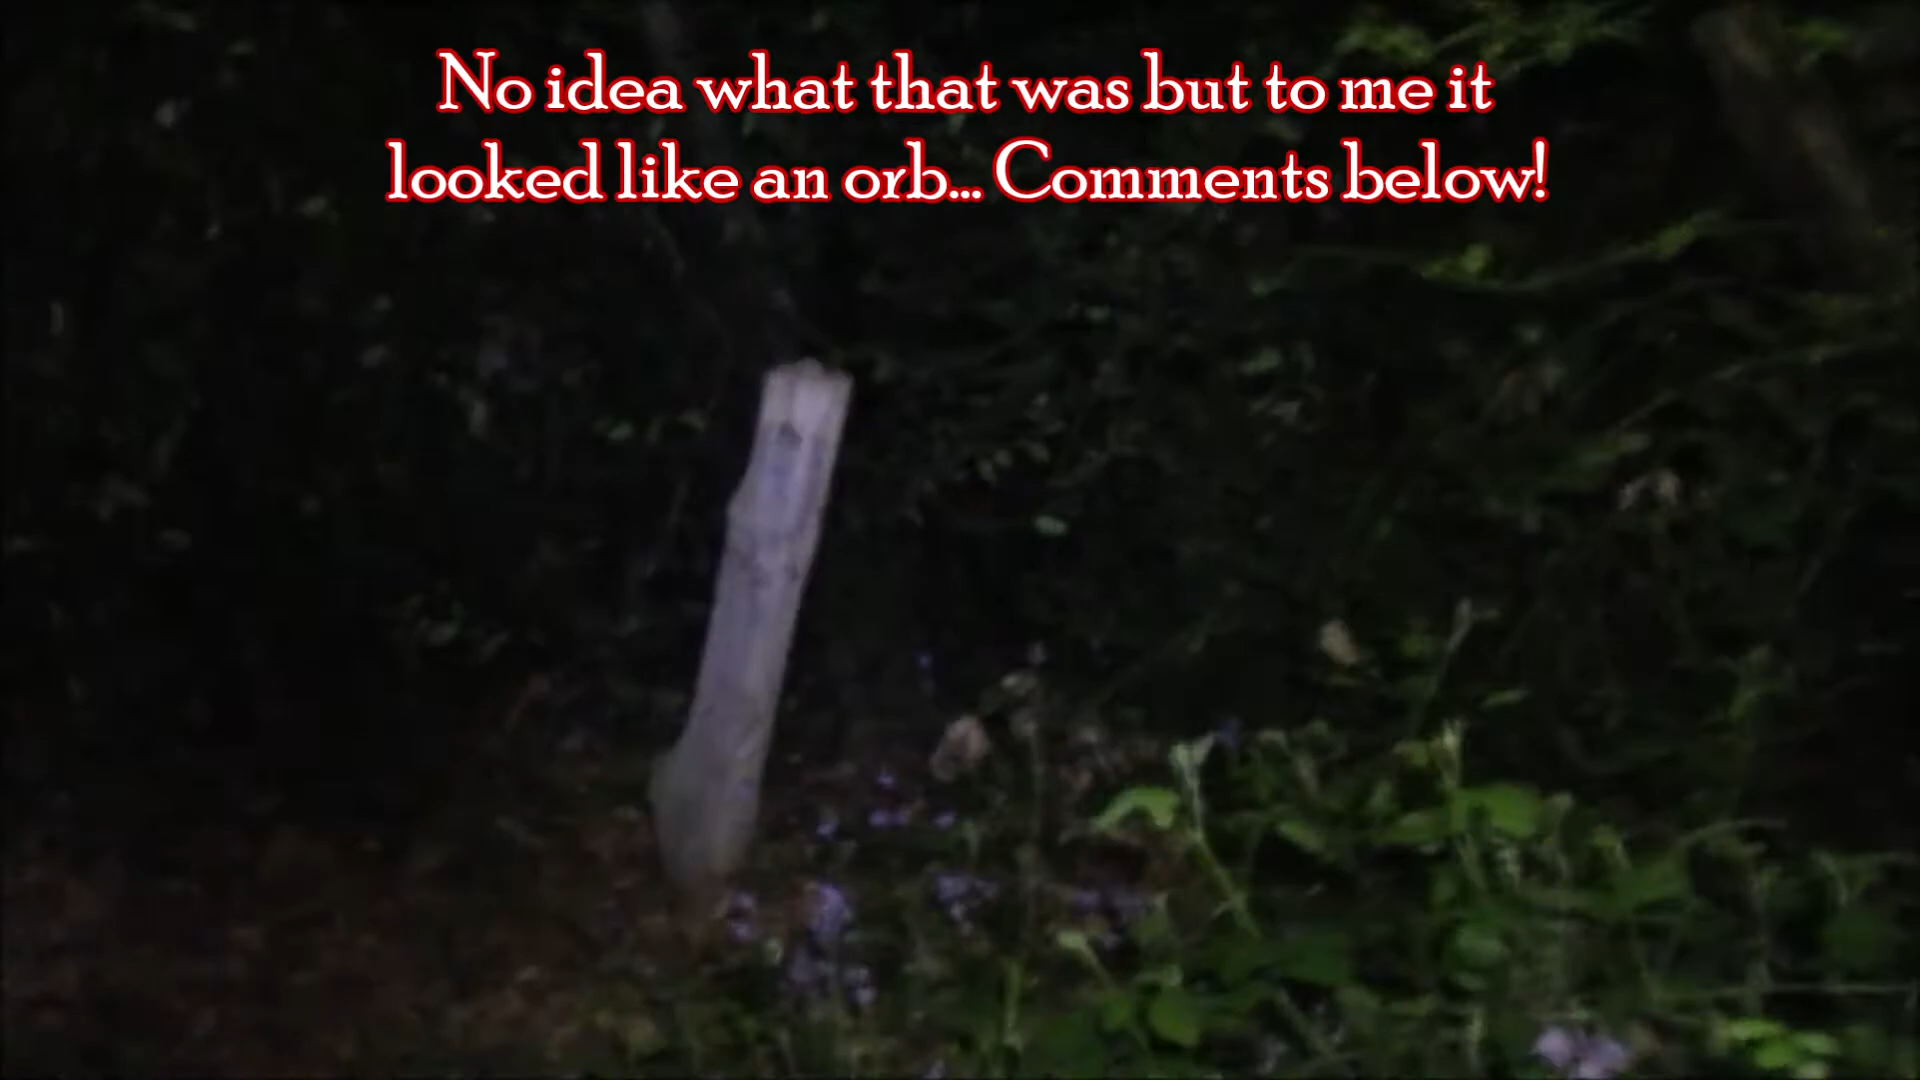 No idea what that was but to me it
looked like an orb... Comments below!